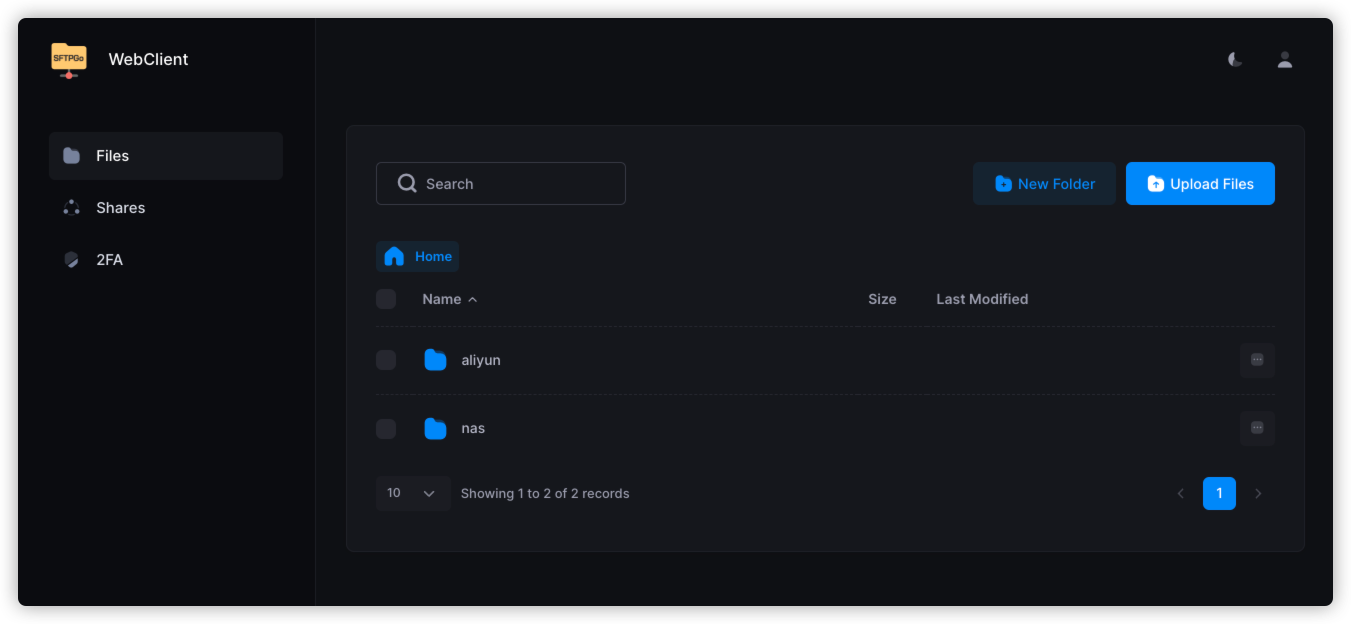 SFTPGo
WebClient
Files
Shares
2FA
Search
New Folder
Upload Files
Home
Name
Size
Last Modified
aliyun
nas
10
Showing 1 to 2 of 2 records
1